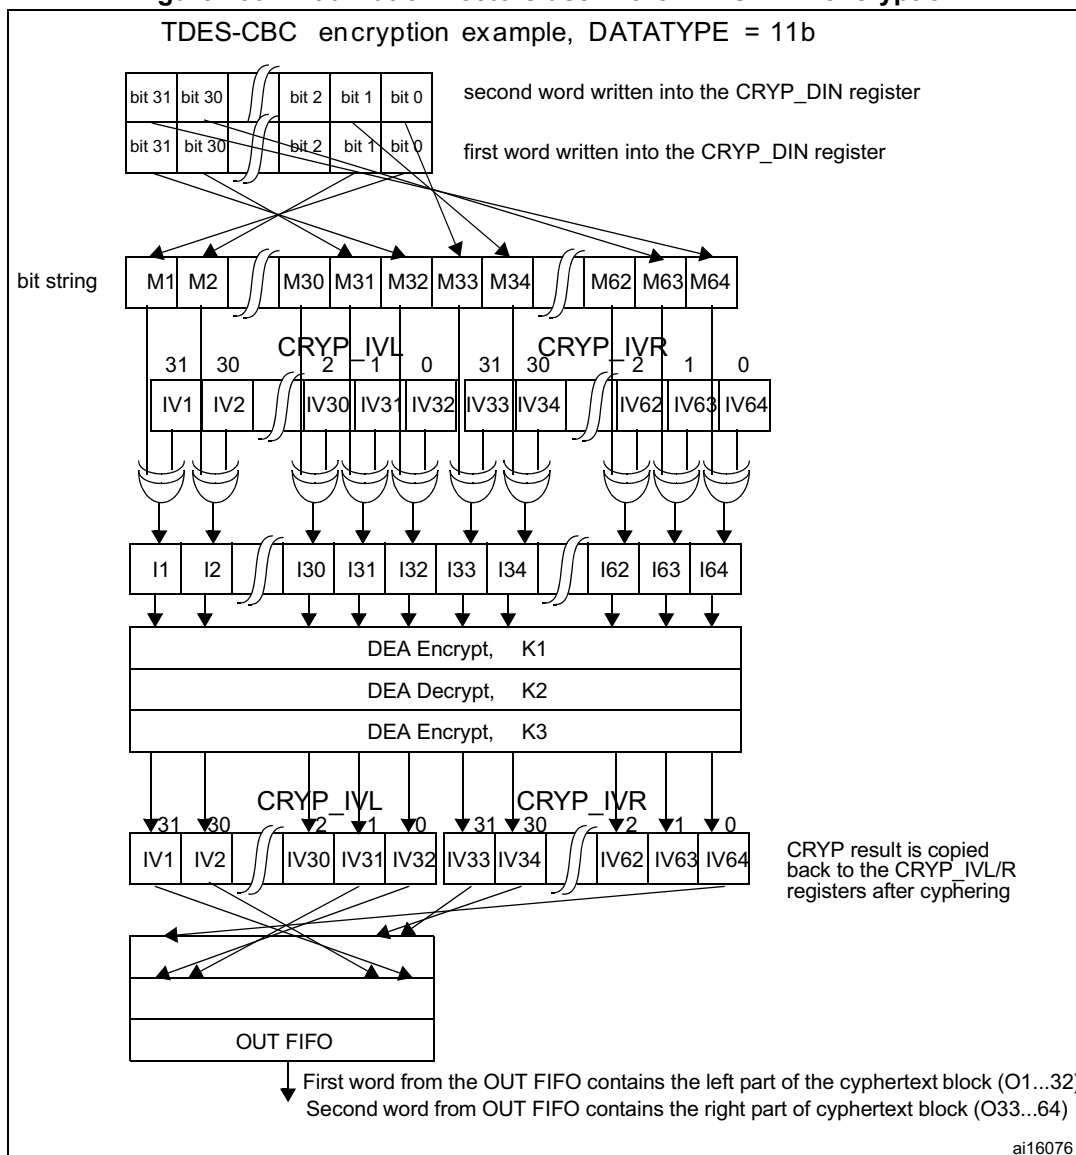 TDES-CBC encryption example, DATATYPE = 11b
bit 31 bit 30 bit 2 bit 1 bit 0 second word written into the CRYP_DIN register
bit 31 bit 30 bit 2 bit 1 bit 0 first word written into the CRYP_DIN register
bit string M1 M2 M30 M31 M32 M33 M34 M62 M63 M64
CRYP_IVL CRYP_IVR
31 30 2 1 0 31 30 2 1 0
IV1 IV2 IV30 IV31 IV32 IV33 IV34 IV62 IV63 IV64
I1 I2 I30 I31 I32 I33 I34 I62 I63 I64
DEA Encrypt, K1
DEA Decrypt, K2
DEA Encrypt, K3
CRYP_IVL CRYP_IVR
31 30 2 1 0 31 30 2 1 0
IV1 IV2 IV30 IV31 IV32 IV33 IV34 IV62 IV63 IV64
CRYP result is copied
back to the CRYP_IVL/R
registers after cyphering
OUT FIFO
First word from the OUT FIFO contains the left part of the cyphertext block (O1...32)
Second word from OUT FIFO contains the right part of cyphertext block (O33...64)
ai16076